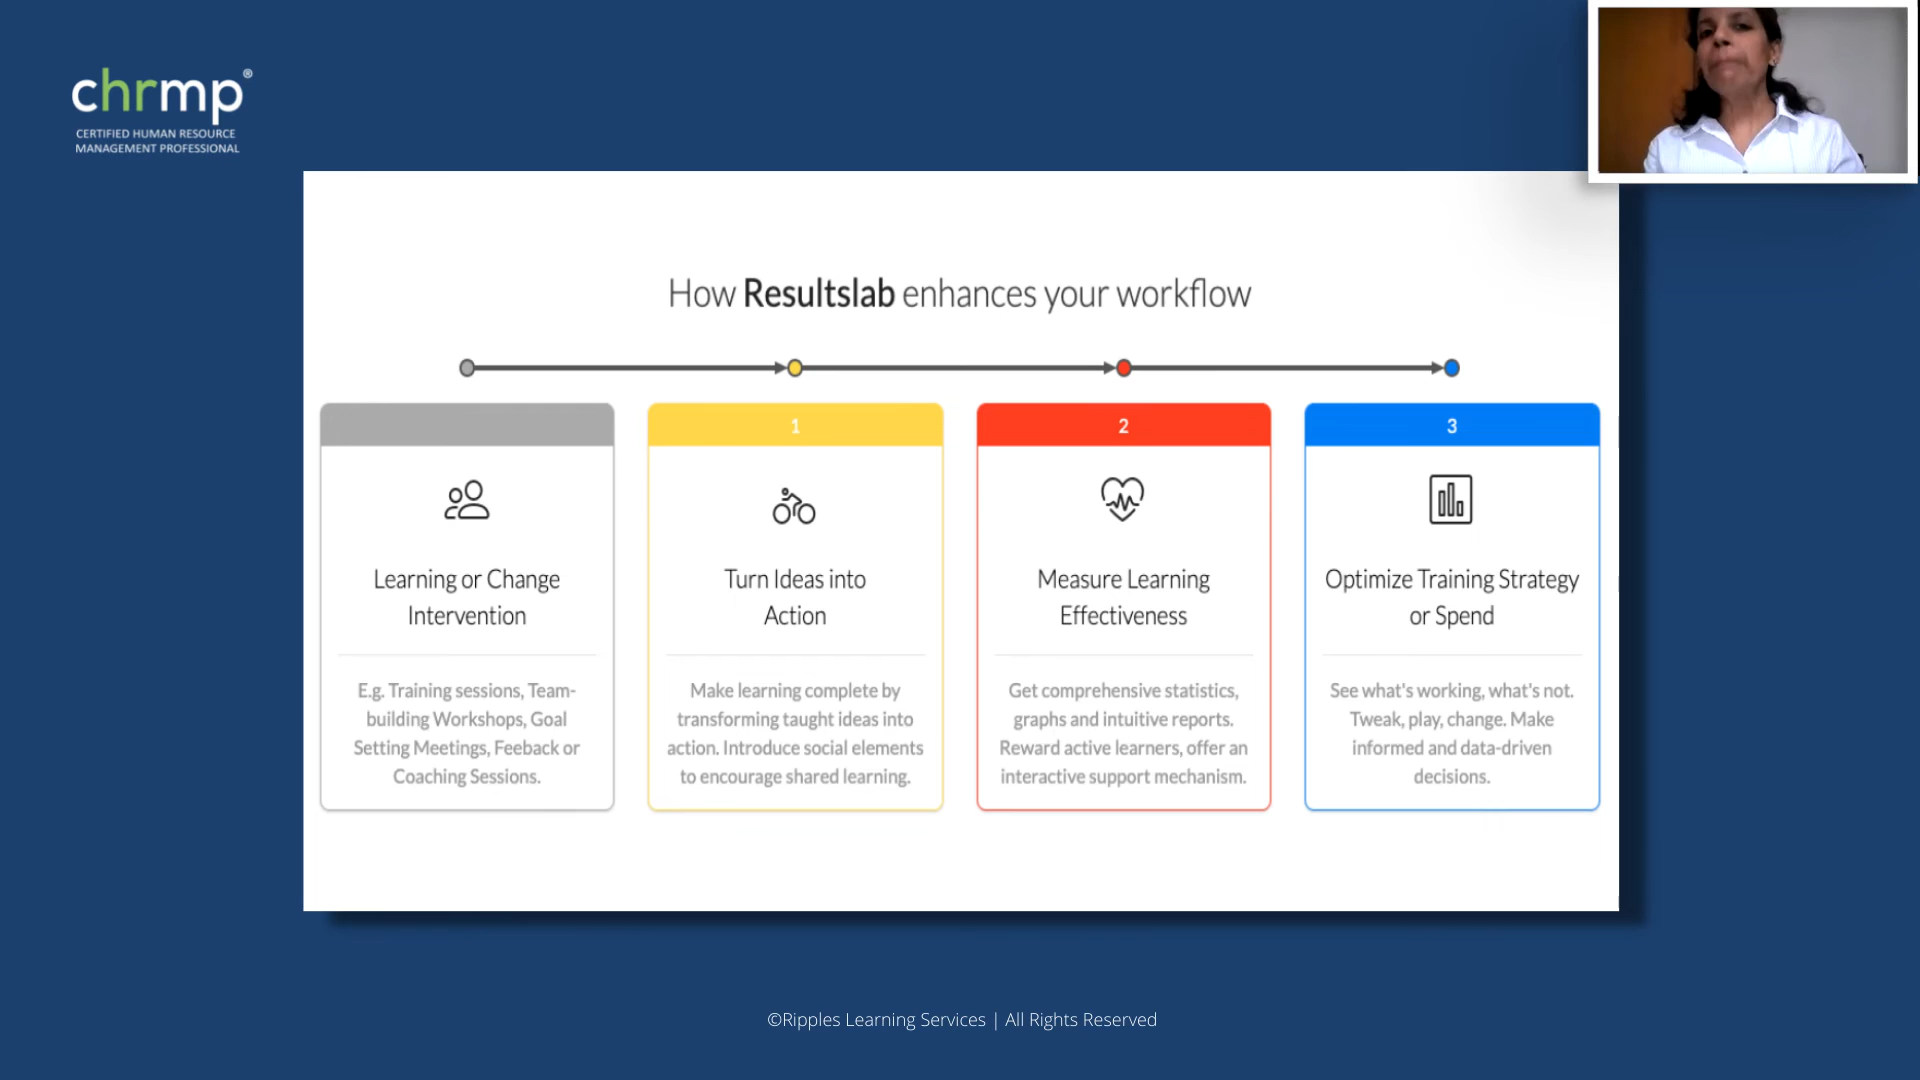 chrmp®
CERTIFIED HUMAN RESOURCE
MANAGEMENT PROFESSIONAL
How Resultslab enhances your workflow
Learning or Change
Intervention
E.g. Training sessions, Team-
building Workshops, Goal
Setting Meetings, Feeback or
Coaching Sessions.
1
Turn Ideas into
Action
Make learning complete by
transforming taught ideas into
action. Introduce social elements
to encourage shared learning.
2
Measure Learning
Effectiveness
Get comprehensive statistics,
graphs and intuitive reports.
Reward active learners, offer an
interactive support mechanism.
3
Optimize Training Strategy
or Spend
See what's working, what's not.
Tweak, play, change. Make
informed and data-driven
decisions.
©Ripples Learning Services | All Rights Reserved